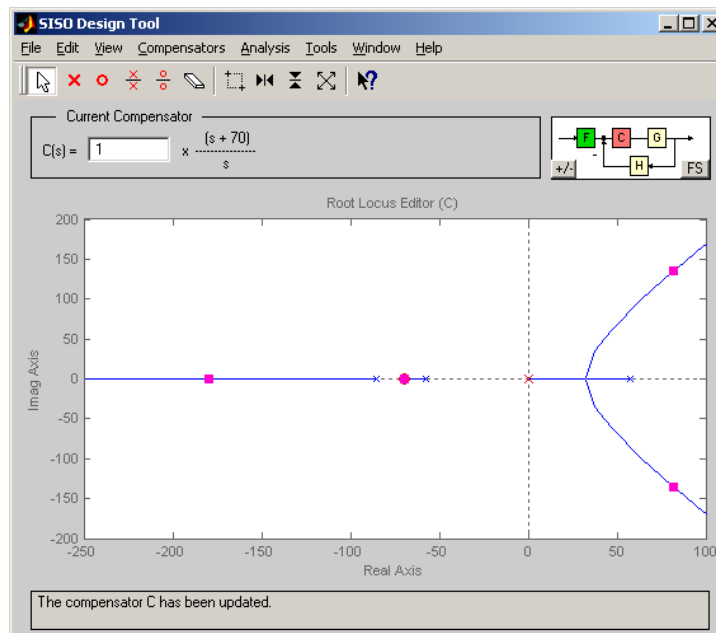 SISO Design Tool
File Edit View Compensators Analysis Tools Window Help
Current Compensator
C(s) = 1 x (s + 70)
---------------
s
F C G
H
+/- FS
Root Locus Editor (C)
Imag Axis
200
150
100
50
0
-50
-100
-150
-200
-250 -200 -150 -100 -50 0 50 100
Real Axis
The compensator C has been updated.